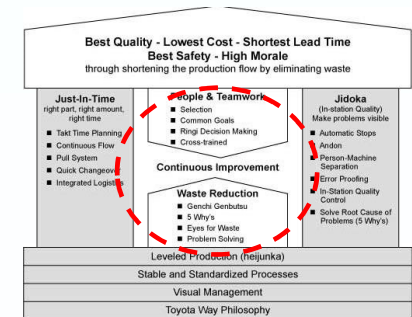 Best Quality - Lowest Cost - Shortest Lead Time
Best Safety - High Morale
through shortening the production flow by eliminating waste
Just-In-Time
right part, right amount,
right time
Takt Time Planning
Continuous Flow
Pull System
Quick Changeover
Integrated Logistics
People & Teamwork
Selection
Common Goals
Ringi Decision Making
Cross-trained
Continuous Improvement
Waste Reduction
Genchi Genbutsu
5 Why's
Eyes for Waste
Problem Solving
Jidoka
(In-station Quality)
Make problems visible
Automatic Stops
Andon
Person-Machine
Separation
Error Proofing
In-Station Quality
Control
Solve Root Cause of
Problems (5 Why's)
Leveled Production (heijunka)
Stable and Standardized Processes
Visual Management
Toyota Way Philosophy